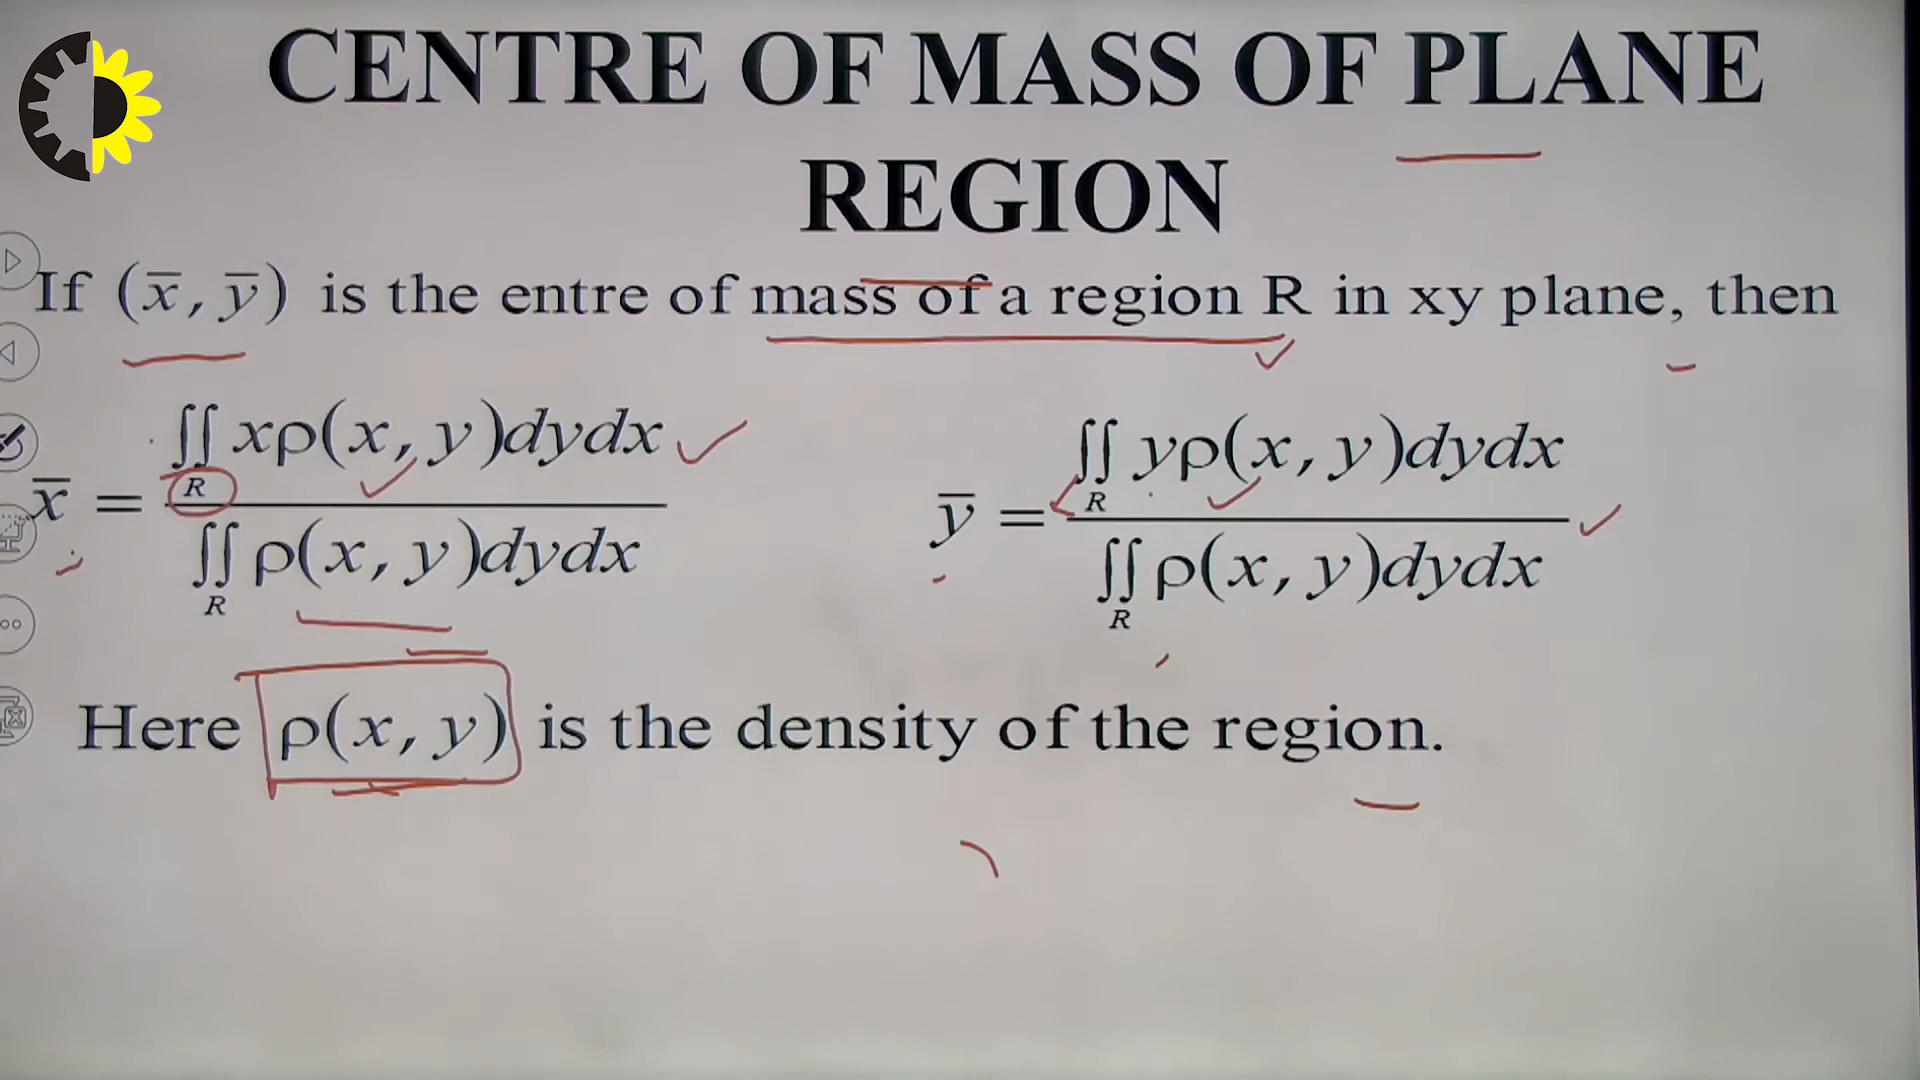 CENTRE OF MASS OF PLANE
REGION
If (x̄, ȳ) is the entre of mass of a region R in xy plane, then
x̄ = ∬_R xρ(x, y)dydx / ∬_R ρ(x, y)dydx    ȳ = ∬_R yρ(x, y)dydx / ∬_R ρ(x, y)dydx
Here ρ(x, y) is the density of the region.